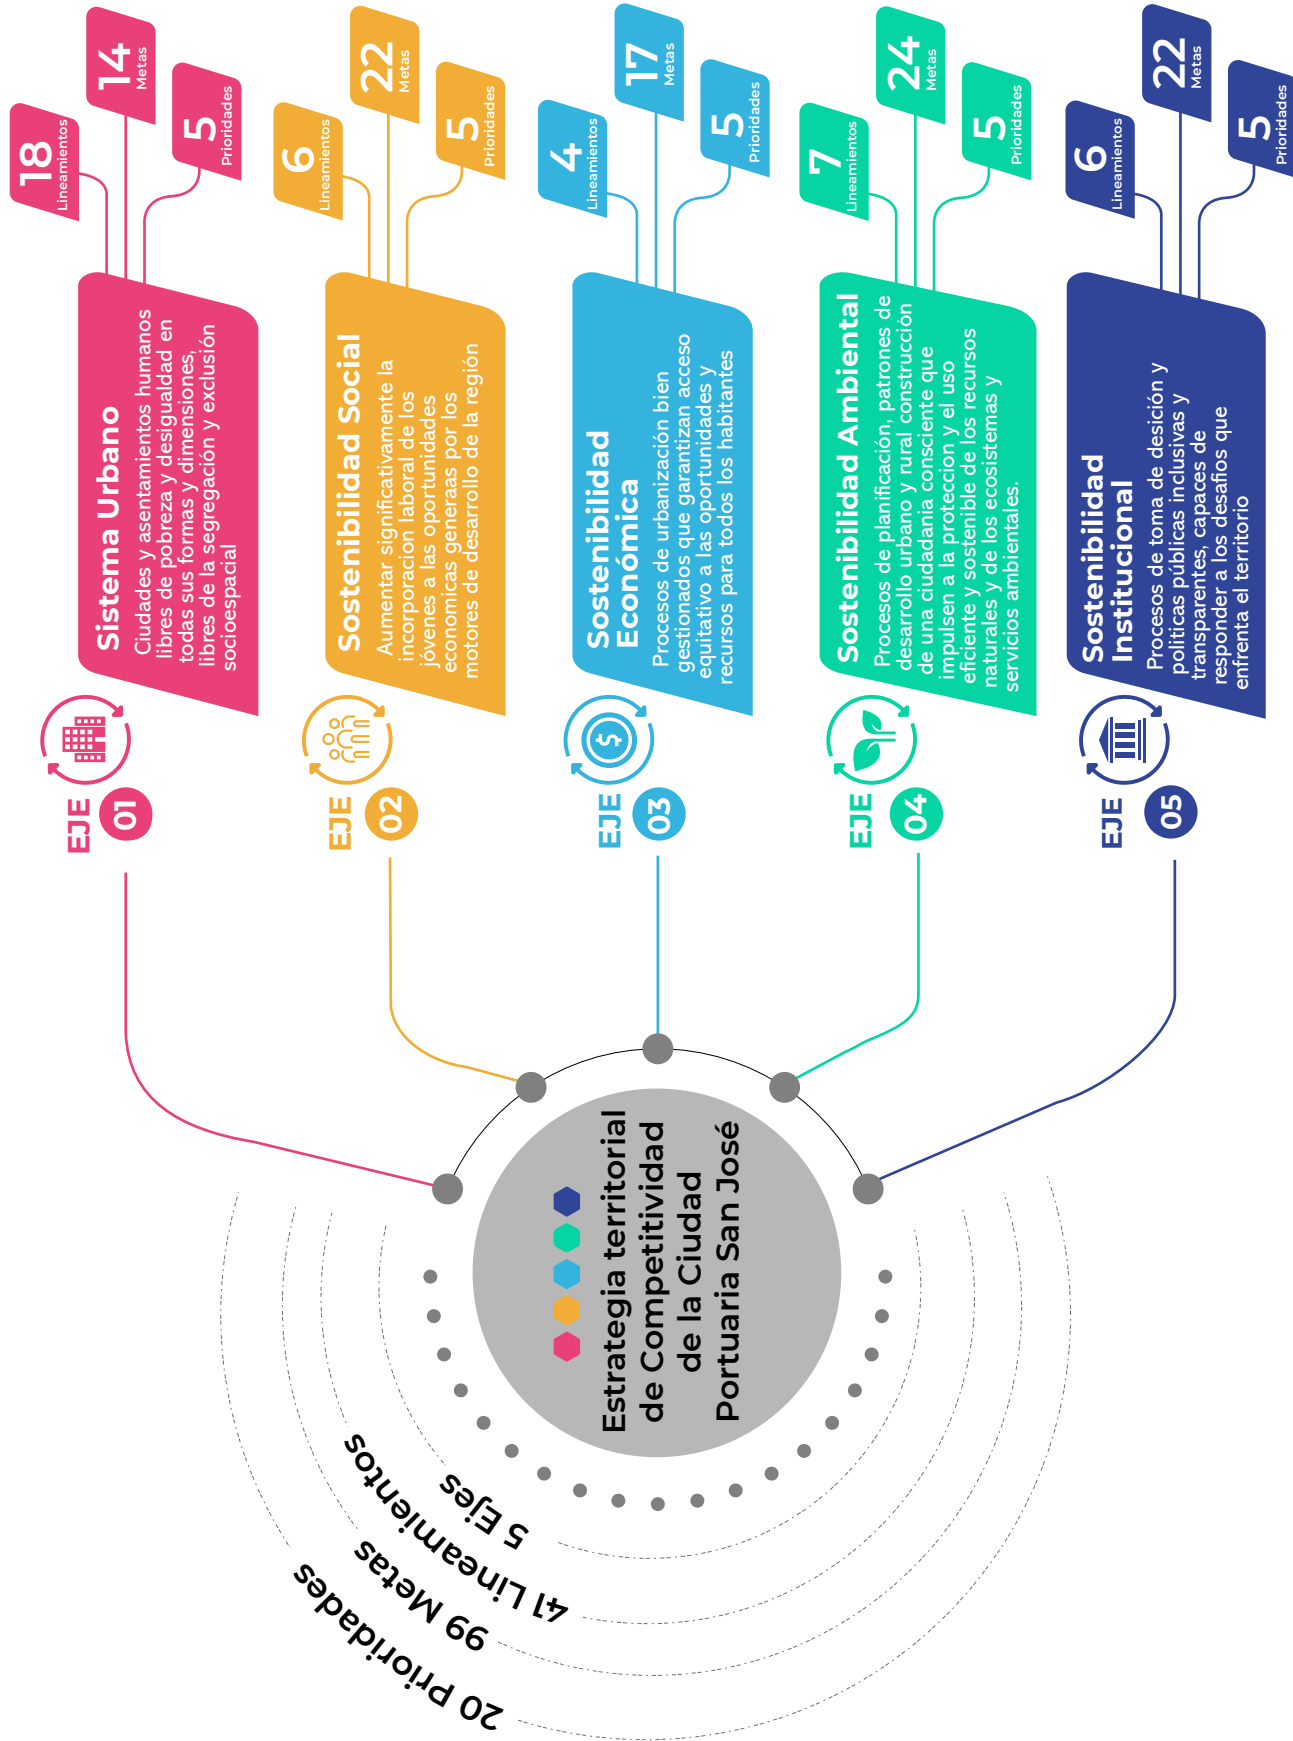 20 Prioridades
99 Metas
41 Lineamientos
5 Ejes
Estrategia territorial
de Competitividad
de la Ciudad
Portuaria San José
EJE
01
Sistema Urbano
Ciudades y asentamientos humanos
libres de pobreza y desigualdad en
todas sus formas y dimensiones,
libres de la segregación y exclusión
socioespacial
18
Lineamientos
14
Metas
5
Prioridades
EJE
02
Sostenibilidad Social
Aumentar significativamente la
incorporacion laboral de los
jóvenes a las oportunidades
economicas generaas por los
motores de desarrollo de la región
6
Lineamientos
22
Metas
5
Prioridades
EJE
03
Sostenibilidad
Económica
Procesos de urbanización bien
gestionados que garantizan acceso
equitativo a las oportunidades y
recursos para todos los habitantes
4
Lineamientos
17
Metas
5
Prioridades
EJE
04
Sostenibilidad Ambiental
Procesos de planificación, patrones de
desarrollo urbano y rural construcción
de una ciudadania consciente que
impulsen a la proteccion y el uso
eficiente y sostenible de los recursos
naturales y de los ecosistemas y
servicios ambientales.
7
Lineamientos
24
Metas
5
Prioridades
EJE
05
Sostenibilidad
Institucional
Procesos de toma de desición y
politicas públicas inclusivas y
transparentes, capaces de
responder a los desafios que
enfrenta el territorio
6
Lineamientos
22
Metas
5
Prioridades